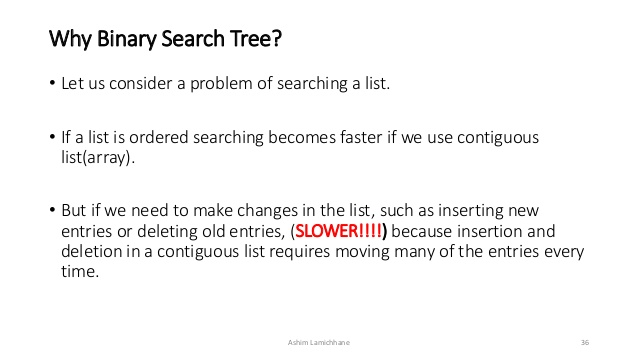 Why Binary Search Tree?
• Let us consider a problem of searching a list.
• If a list is ordered searching becomes faster if we use contiguous
list(array).
• But if we need to make changes in the list, such as inserting new
entries or deleting old entries, (SLOWER!!!!) because insertion and
deletion in a contiguous list requires moving many of the entries every
time.
Ashim Lamichhane
36